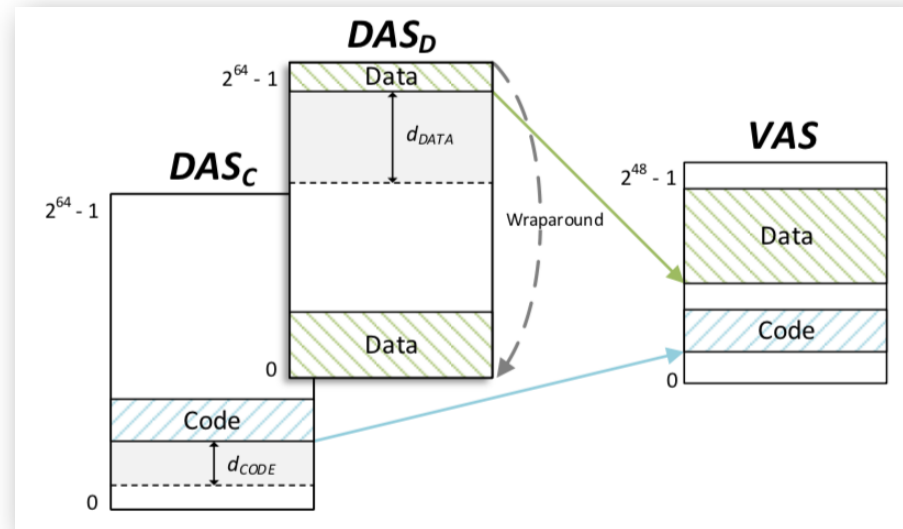 DAS_D
2^64 - 1
Data
d_DATA
VAS
DAS_C
2^48 - 1
2^64 - 1
Wraparound
Data
Code
Data
0
0
Code
d_CODE
0